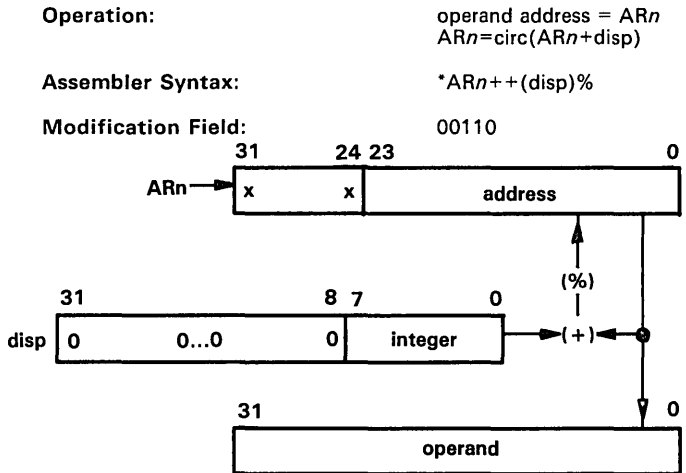 Operation: operand address = ARn
ARn=circ(ARn+disp)
Assembler Syntax: *ARn++(disp)%
Modification Field: 00110
31 24 23 0
ARn x x address
(%)
31 8 7 0
disp 0 0...0 0 integer (+)
31 0
operand